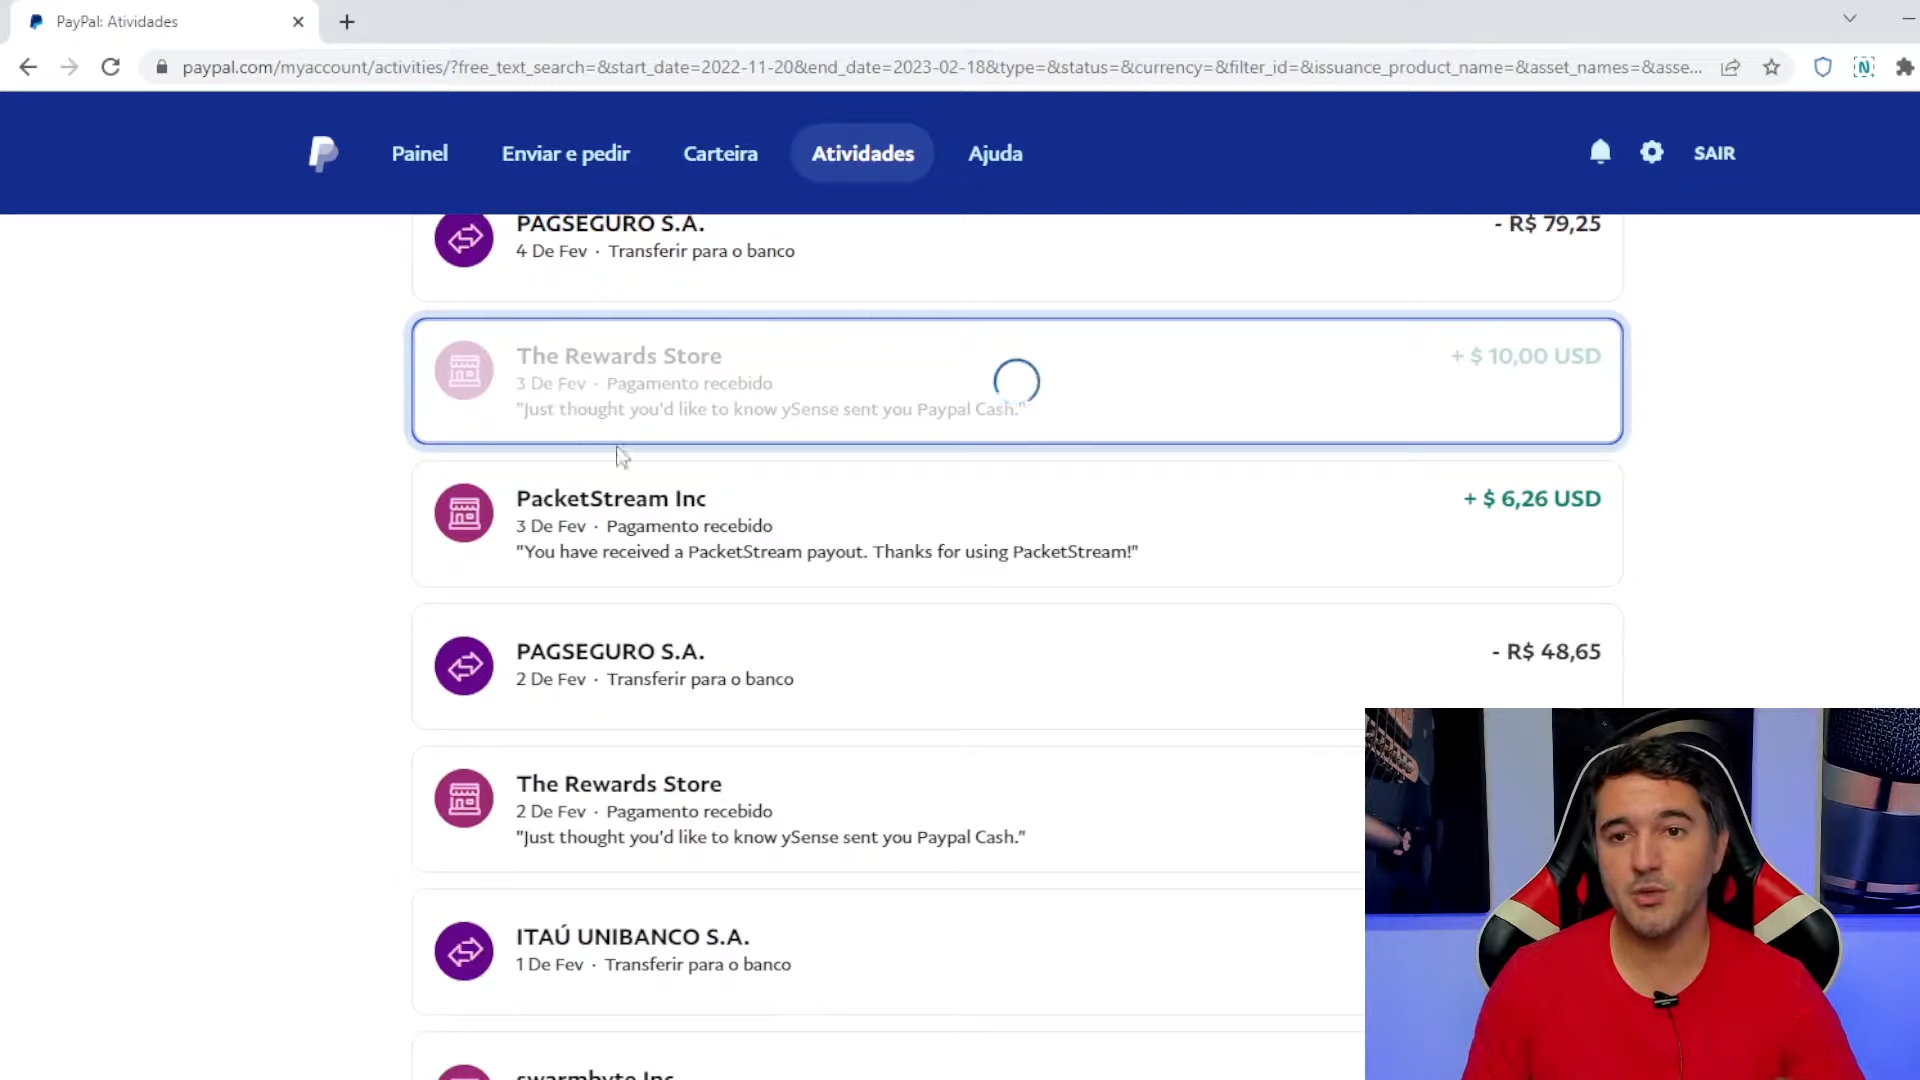 PayPal: Atividades
paypal.com/myaccount/activities/?free_text_search=&start_date=2022-11-20&end_date=2023-02-18&type=&status=&currency=&filter_id=&issuance_product_name=&asset_names=&asse...
Painel
Enviar e pedir
Carteira
Atividades
Ajuda
SAIR
PAGSEGURO S.A.
- R$ 79,25
4 De Fev · Transferir para o banco
The Rewards Store
+ $ 10,00 USD
3 De Fev · Pagamento recebido
"Just thought you'd like to know ySense sent you Paypal Cash."
PacketStream Inc
+ $ 6,26 USD
3 De Fev · Pagamento recebido
"You have received a PacketStream payout. Thanks for using PacketStream!"
PAGSEGURO S.A.
- R$ 48,65
2 De Fev · Transferir para o banco
The Rewards Store
2 De Fev · Pagamento recebido
"Just thought you'd like to know ySense sent you Paypal Cash."
ITAÚ UNIBANCO S.A.
1 De Fev · Transferir para o banco
swarmbyte Inc